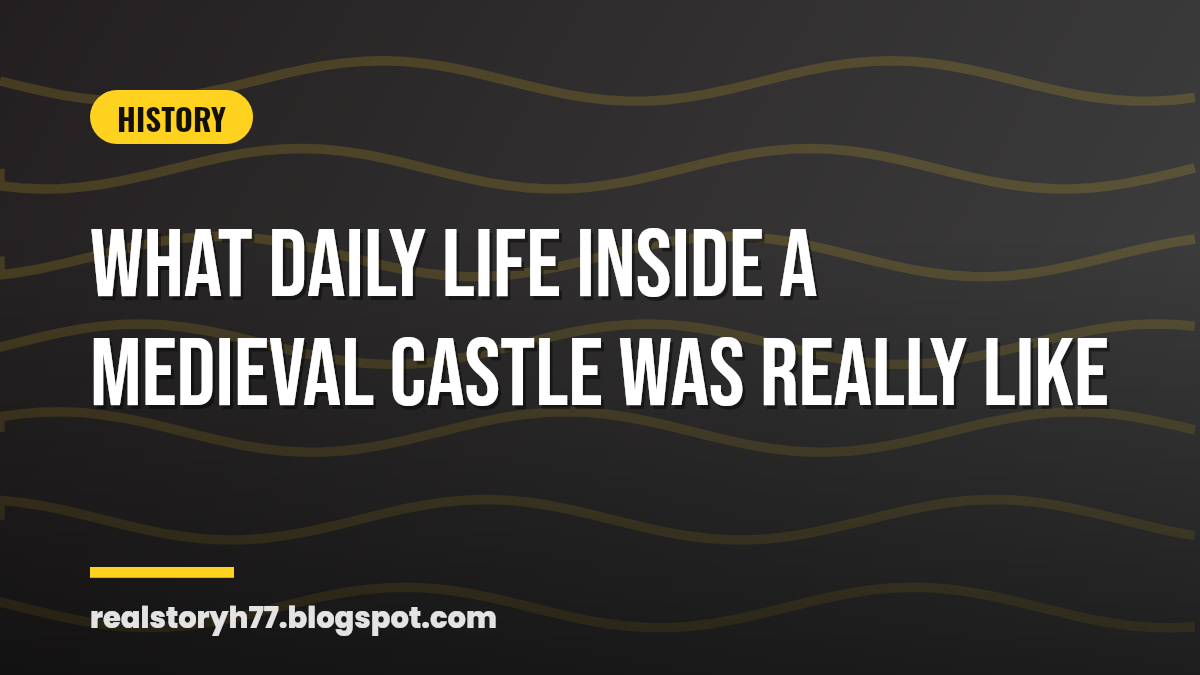 HISTORY
WHAT DAILY LIFE INSIDE A
MEDIEVAL CASTLE WAS REALLY LIKE
realstoryh77.blogspot.com